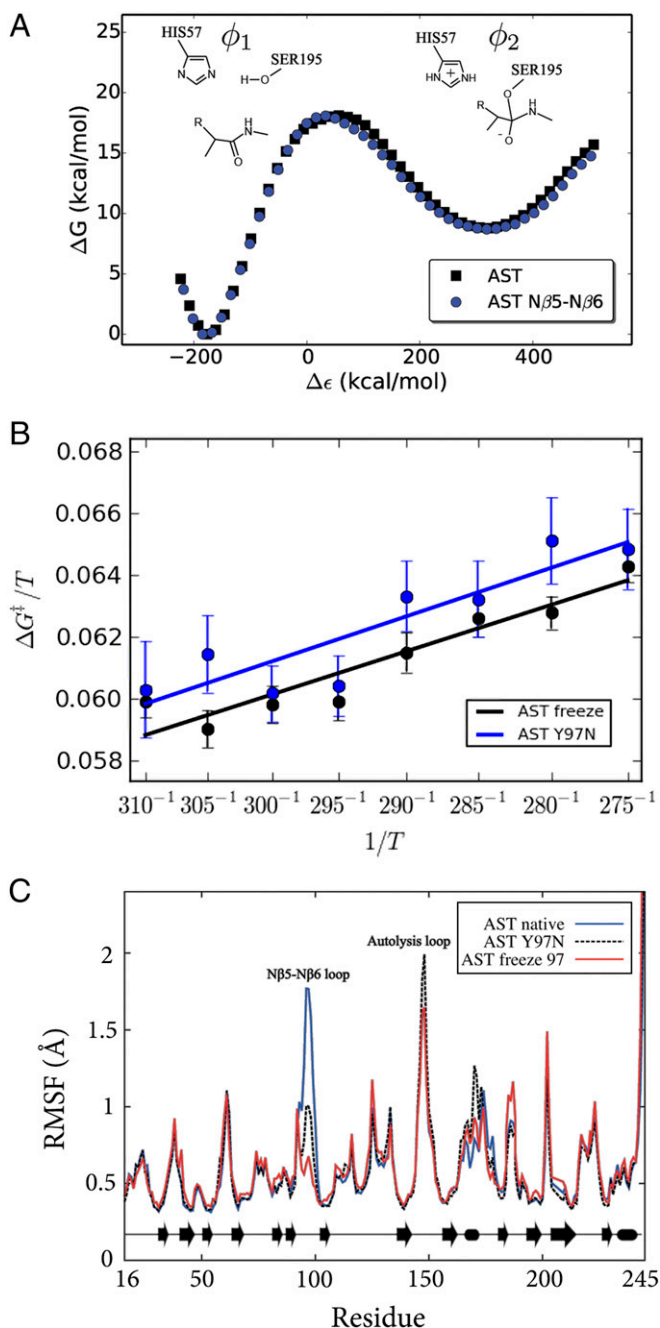 A
HIS57
ϕ₁
SER195
N
N
H
O
R
H
N
O
HIS57
ϕ₂
SER195
HN
+
NH
O
R
H
N
O
-
ΔG (kcal/mol)
25
20
15
10
5
0
AST
AST Nβ5-Nβ6
−200
0
200
400
Δϵ (kcal/mol)
B
ΔG‡/T
0.068
0.066
0.064
0.062
0.060
0.058
AST freeze
AST Y97N
310⁻¹
305⁻¹
300⁻¹
295⁻¹
290⁻¹
285⁻¹
280⁻¹
275⁻¹
1/T
C
RMSF (Å)
2
1.5
1
0.5
0
AST native
AST Y97N
AST freeze 97
Autolysis loop
Nβ5-Nβ6 loop
16
50
100
150
200
245
Residue